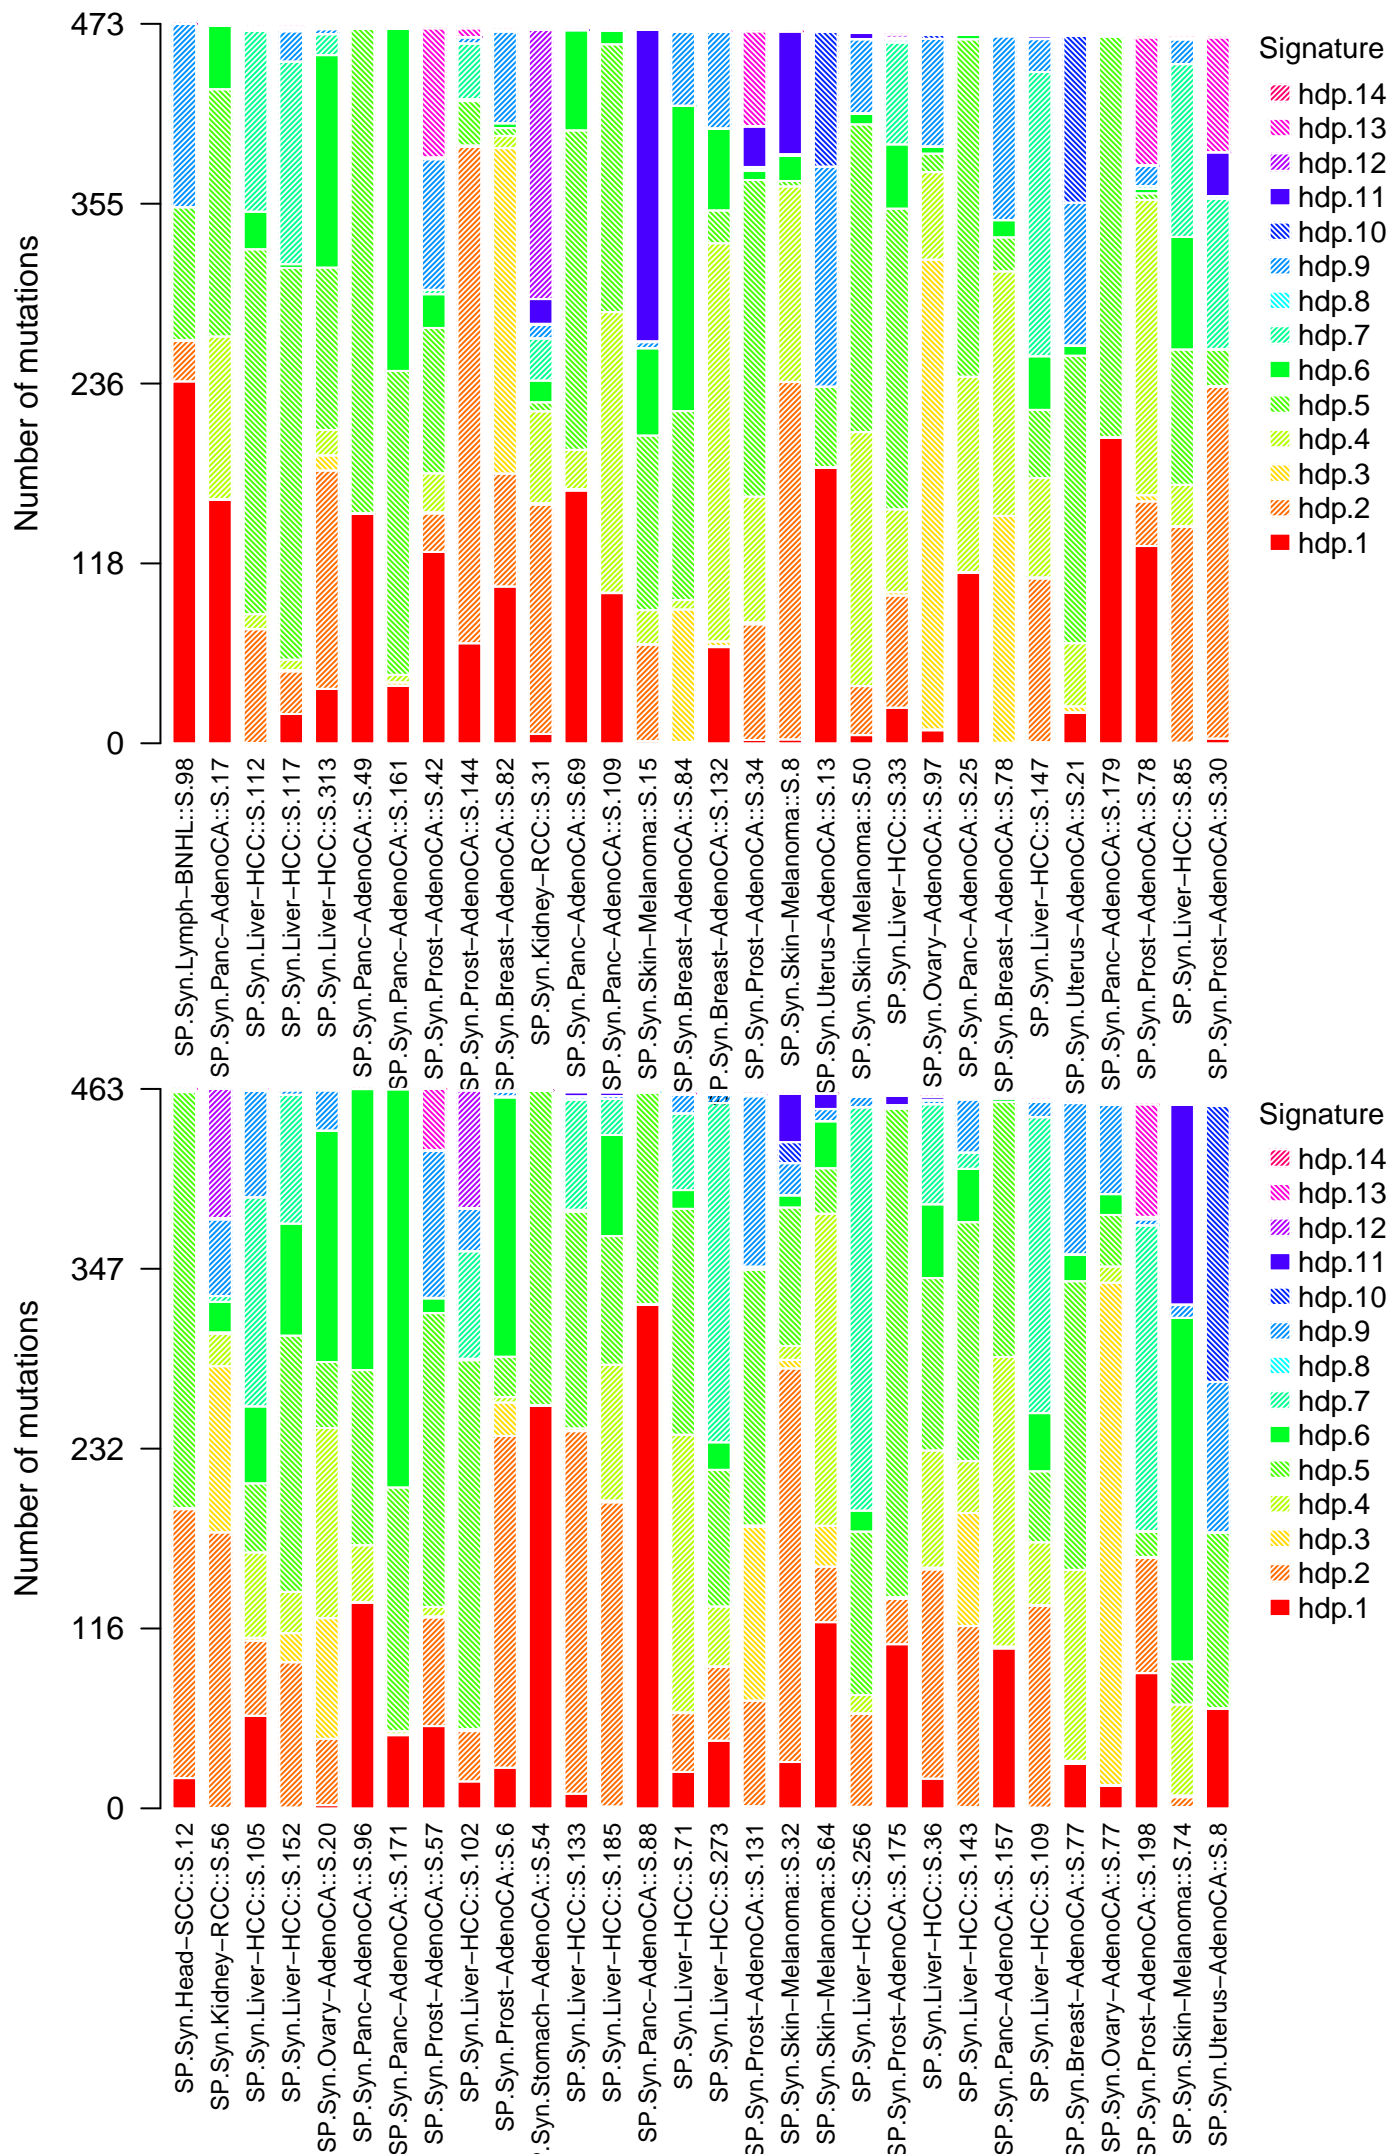 473
355
236
118
0
Number of mutations
Signature
hdp.14
hdp.13
hdp.12
hdp.11
hdp.10
hdp.9
hdp.8
hdp.7
hdp.6
hdp.5
hdp.4
hdp.3
hdp.2
hdp.1
SP.Syn.Lymph−BNHL::S.98
SP.Syn.Panc−AdenoCA::S.17
SP.Syn.Liver−HCC::S.112
SP.Syn.Liver−HCC::S.117
SP.Syn.Liver−HCC::S.313
SP.Syn.Panc−AdenoCA::S.49
SP.Syn.Panc−AdenoCA::S.161
SP.Syn.Prost−AdenoCA::S.42
SP.Syn.Prost−AdenoCA::S.144
SP.Syn.Breast−AdenoCA::S.82
SP.Syn.Kidney−RCC::S.31
SP.Syn.Panc−AdenoCA::S.69
SP.Syn.Panc−AdenoCA::S.109
SP.Syn.Skin−Melanoma::S.15
SP.Syn.Breast−AdenoCA::S.84
P.Syn.Breast−AdenoCA::S.132
SP.Syn.Prost−AdenoCA::S.34
SP.Syn.Skin−Melanoma::S.8
SP.Syn.Uterus−AdenoCA::S.13
SP.Syn.Skin−Melanoma::S.50
SP.Syn.Liver−HCC::S.33
SP.Syn.Ovary−AdenoCA::S.97
SP.Syn.Panc−AdenoCA::S.25
SP.Syn.Breast−AdenoCA::S.78
SP.Syn.Liver−HCC::S.147
SP.Syn.Uterus−AdenoCA::S.21
SP.Syn.Panc−AdenoCA::S.179
SP.Syn.Prost−AdenoCA::S.78
SP.Syn.Liver−HCC::S.85
SP.Syn.Prost−AdenoCA::S.30
463
347
232
116
0
Number of mutations
Signature
hdp.14
hdp.13
hdp.12
hdp.11
hdp.10
hdp.9
hdp.8
hdp.7
hdp.6
hdp.5
hdp.4
hdp.3
hdp.2
hdp.1
SP.Syn.Head−SCC::S.12
SP.Syn.Kidney−RCC::S.56
SP.Syn.Liver−HCC::S.105
SP.Syn.Liver−HCC::S.152
SP.Syn.Ovary−AdenoCA::S.20
SP.Syn.Panc−AdenoCA::S.96
SP.Syn.Panc−AdenoCA::S.171
SP.Syn.Prost−AdenoCA::S.57
SP.Syn.Liver−HCC::S.102
SP.Syn.Prost−AdenoCA::S.6
P.Syn.Stomach−AdenoCA::S.54
SP.Syn.Liver−HCC::S.133
SP.Syn.Liver−HCC::S.185
SP.Syn.Panc−AdenoCA::S.88
SP.Syn.Liver−HCC::S.71
SP.Syn.Liver−HCC::S.273
SP.Syn.Prost−AdenoCA::S.131
SP.Syn.Skin−Melanoma::S.32
SP.Syn.Skin−Melanoma::S.64
SP.Syn.Liver−HCC::S.256
SP.Syn.Prost−AdenoCA::S.175
SP.Syn.Liver−HCC::S.36
SP.Syn.Liver−HCC::S.143
SP.Syn.Panc−AdenoCA::S.157
SP.Syn.Liver−HCC::S.109
SP.Syn.Breast−AdenoCA::S.77
SP.Syn.Ovary−AdenoCA::S.77
SP.Syn.Prost−AdenoCA::S.198
SP.Syn.Skin−Melanoma::S.74
SP.Syn.Uterus−AdenoCA::S.8